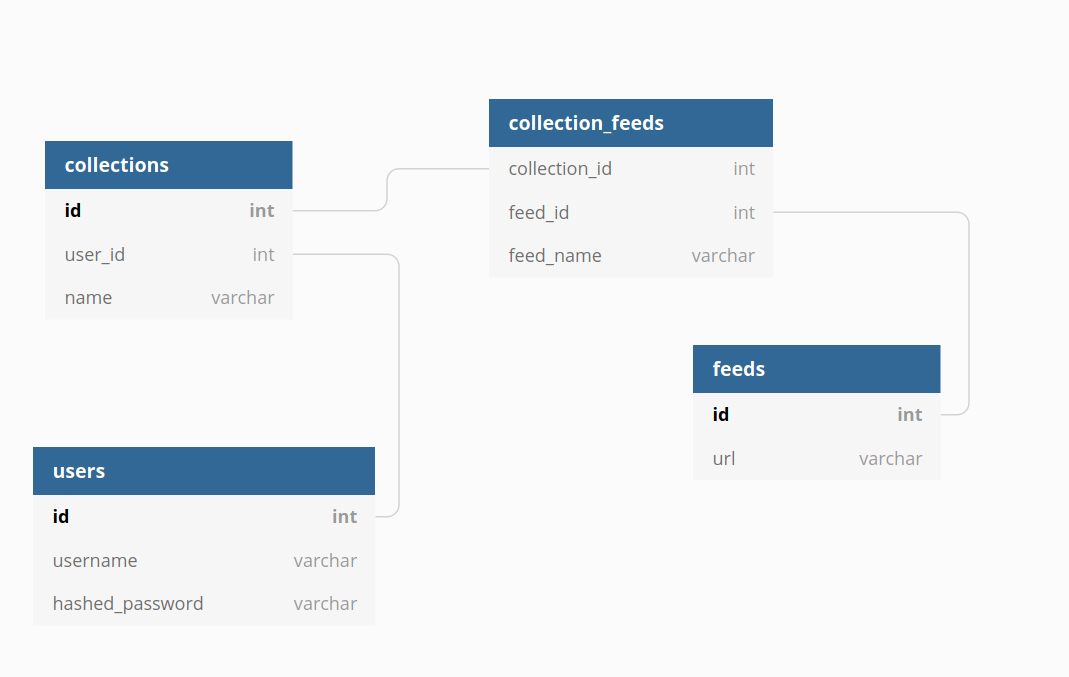 collections
id int
user_id int
name varchar
collection_feeds
collection_id int
feed_id int
feed_name varchar
feeds
id int
url varchar
users
id int
username varchar
hashed_password varchar